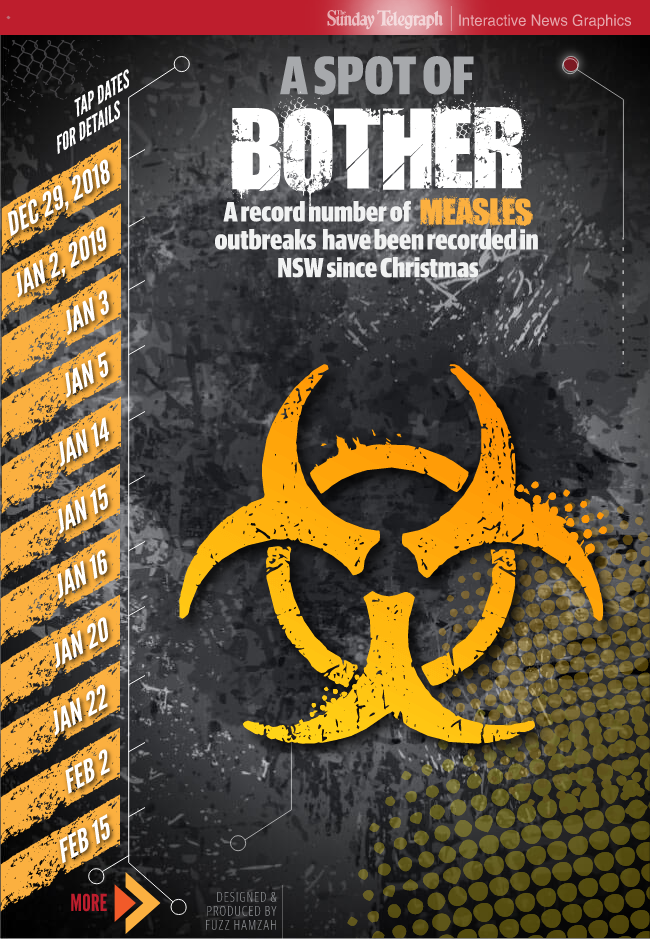 The Sunday Telegraph | Interactive News Graphics
TAP DATES
FOR DETAILS
A SPOT OF
BOTHER
A record number of MEASLES
outbreaks have been recorded in
NSW since Christmas
DEC 29, 2018
JAN 2, 2019
JAN 3
JAN 5
JAN 14
JAN 15
JAN 16
JAN 20
JAN 22
FEB 2
FEB 15
MORE
DESIGNED &
PRODUCED BY
FUZZ HAMZAH